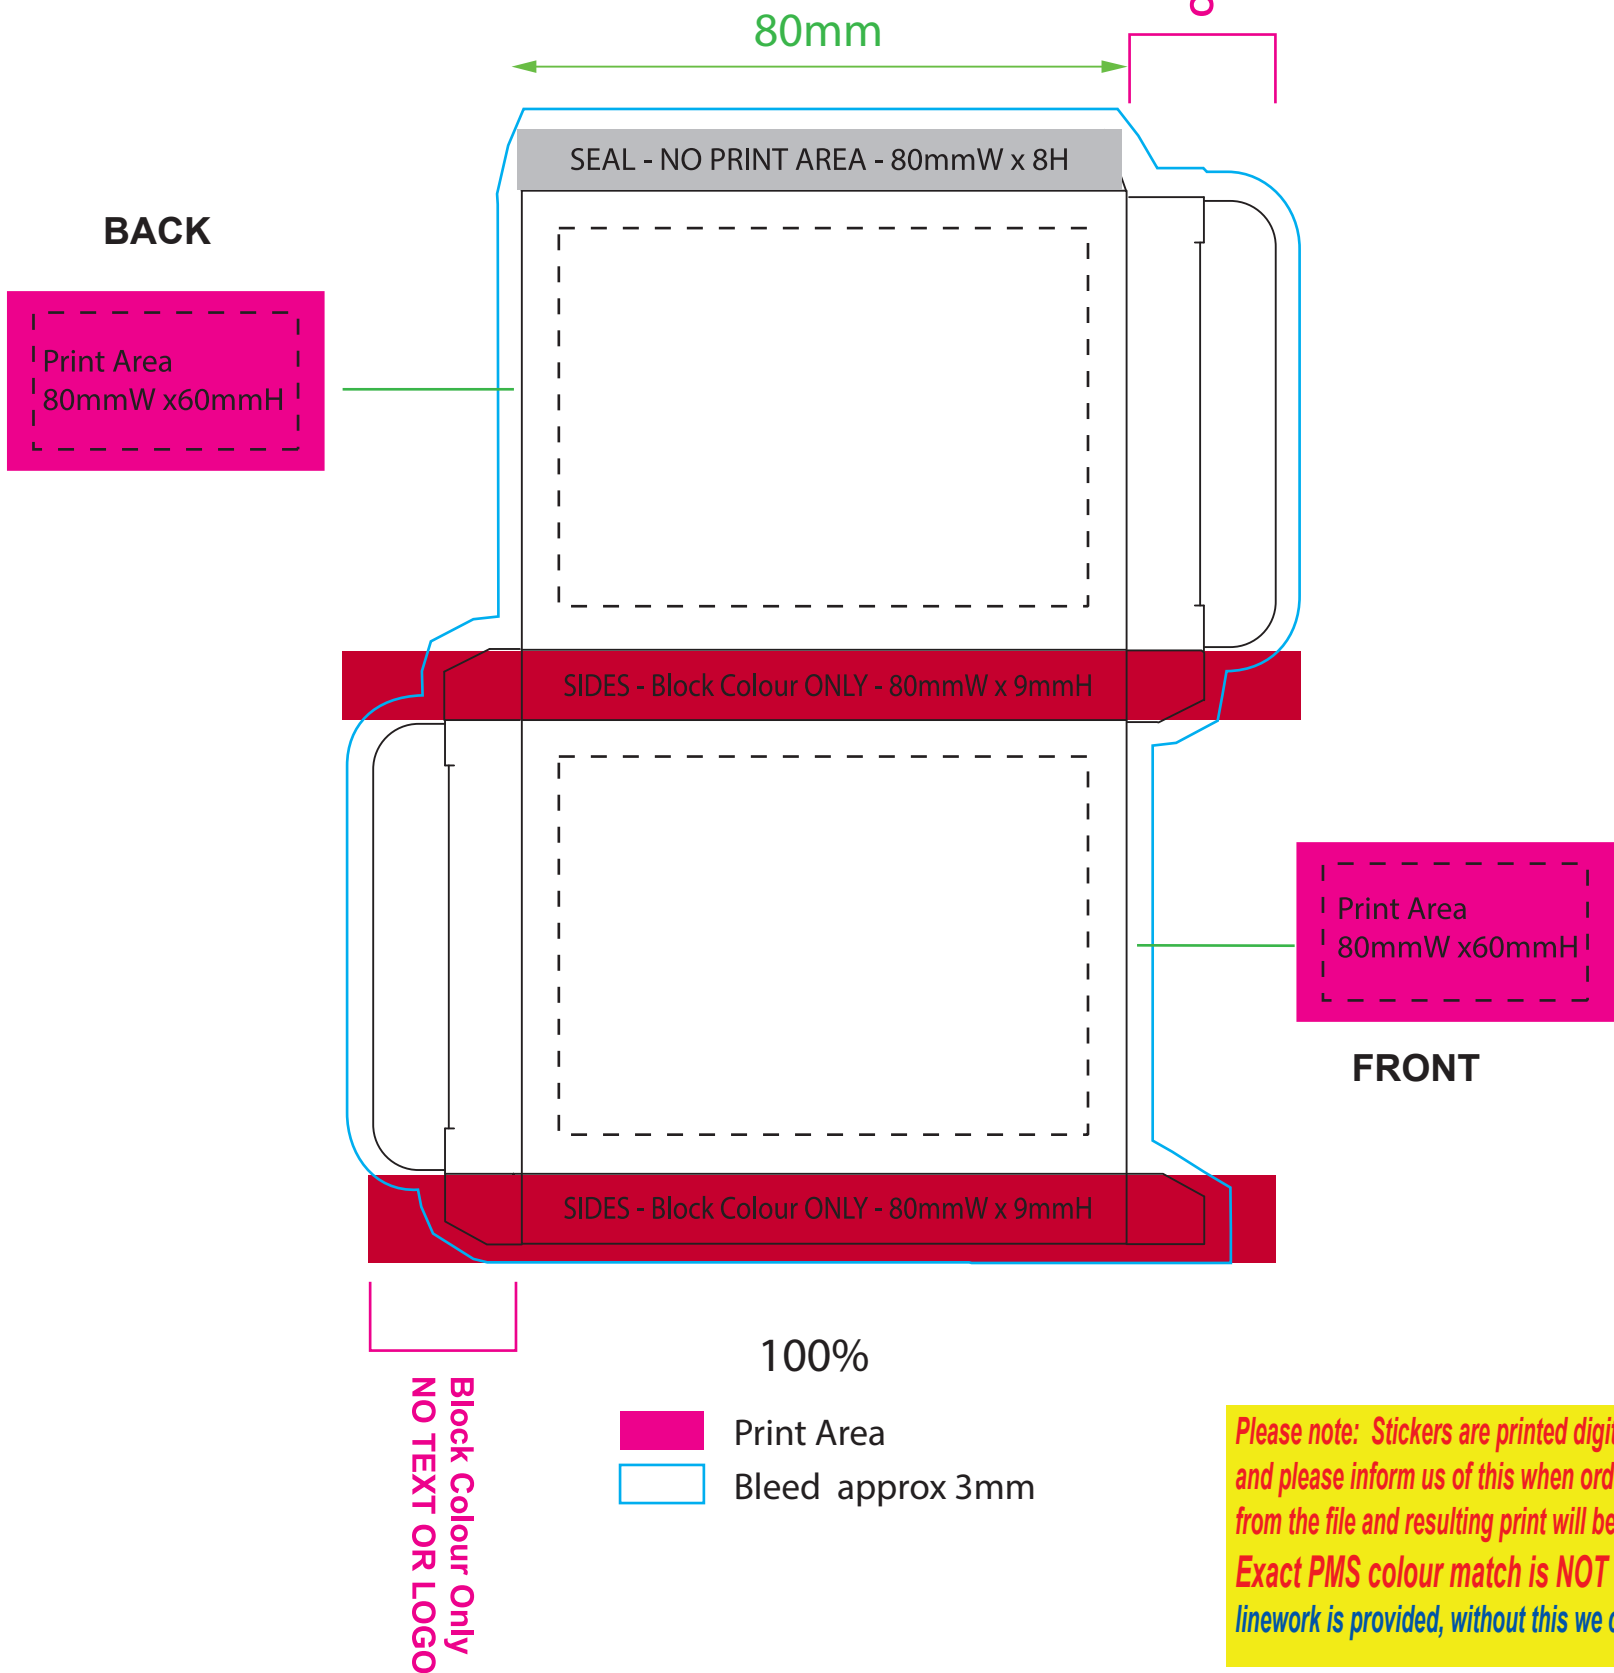 80mm
SEAL - NO PRINT AREA - 80mmW x 8H
BACK
Print Area
80mmW x60mmH
SIDES - Block Colour ONLY - 80mmW x 9mmH
Print Area
80mmW x60mmH
FRONT
SIDES - Block Colour ONLY - 80mmW x 9mmH
Block Colour Only
NO TEXT OR LOGO
100%
Print Area
Bleed approx 3mm
Please note: Stickers are printed
and please inform us of this when
from the file and resulting print will be
Exact PMS colour match is NOT
linework is provided, without this we